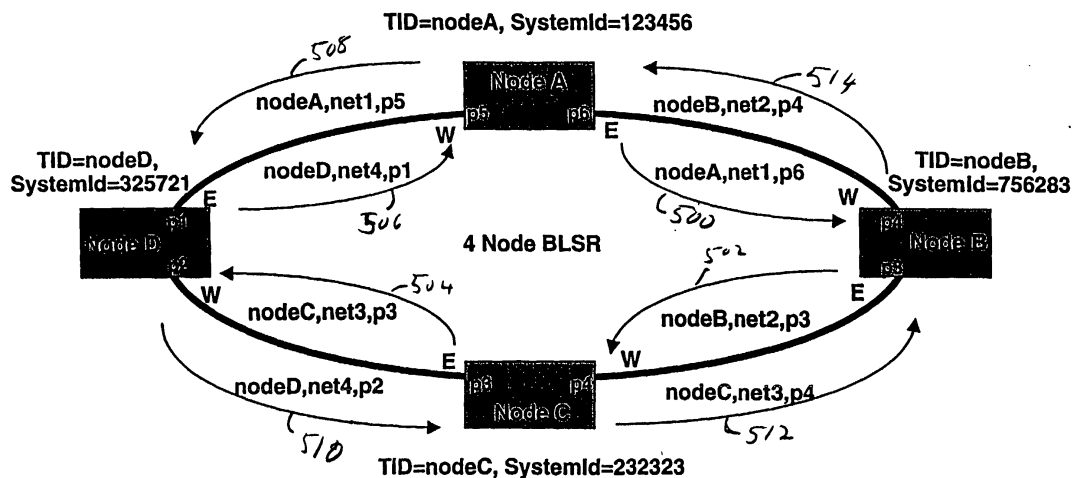 TID=nodeA, SystemId=123456
508
Node A
514
nodeA,net1,p5
p5
p6
nodeB,net2,p4
W
E
TID=nodeD,
SystemId=325721
nodeD,net4,p1
nodeA,net1,p6
TID=nodeB,
SystemId=756283
E
W
506
500
p1
p4
Node D
4 Node BLSR
Node B
p2
502
p3
504
W
E
nodeC,net3,p3
nodeB,net2,p3
E
W
nodeD,net4,p2
p3
p4
nodeC,net3,p4
Node C
510
512
TID=nodeC, SystemId=232323